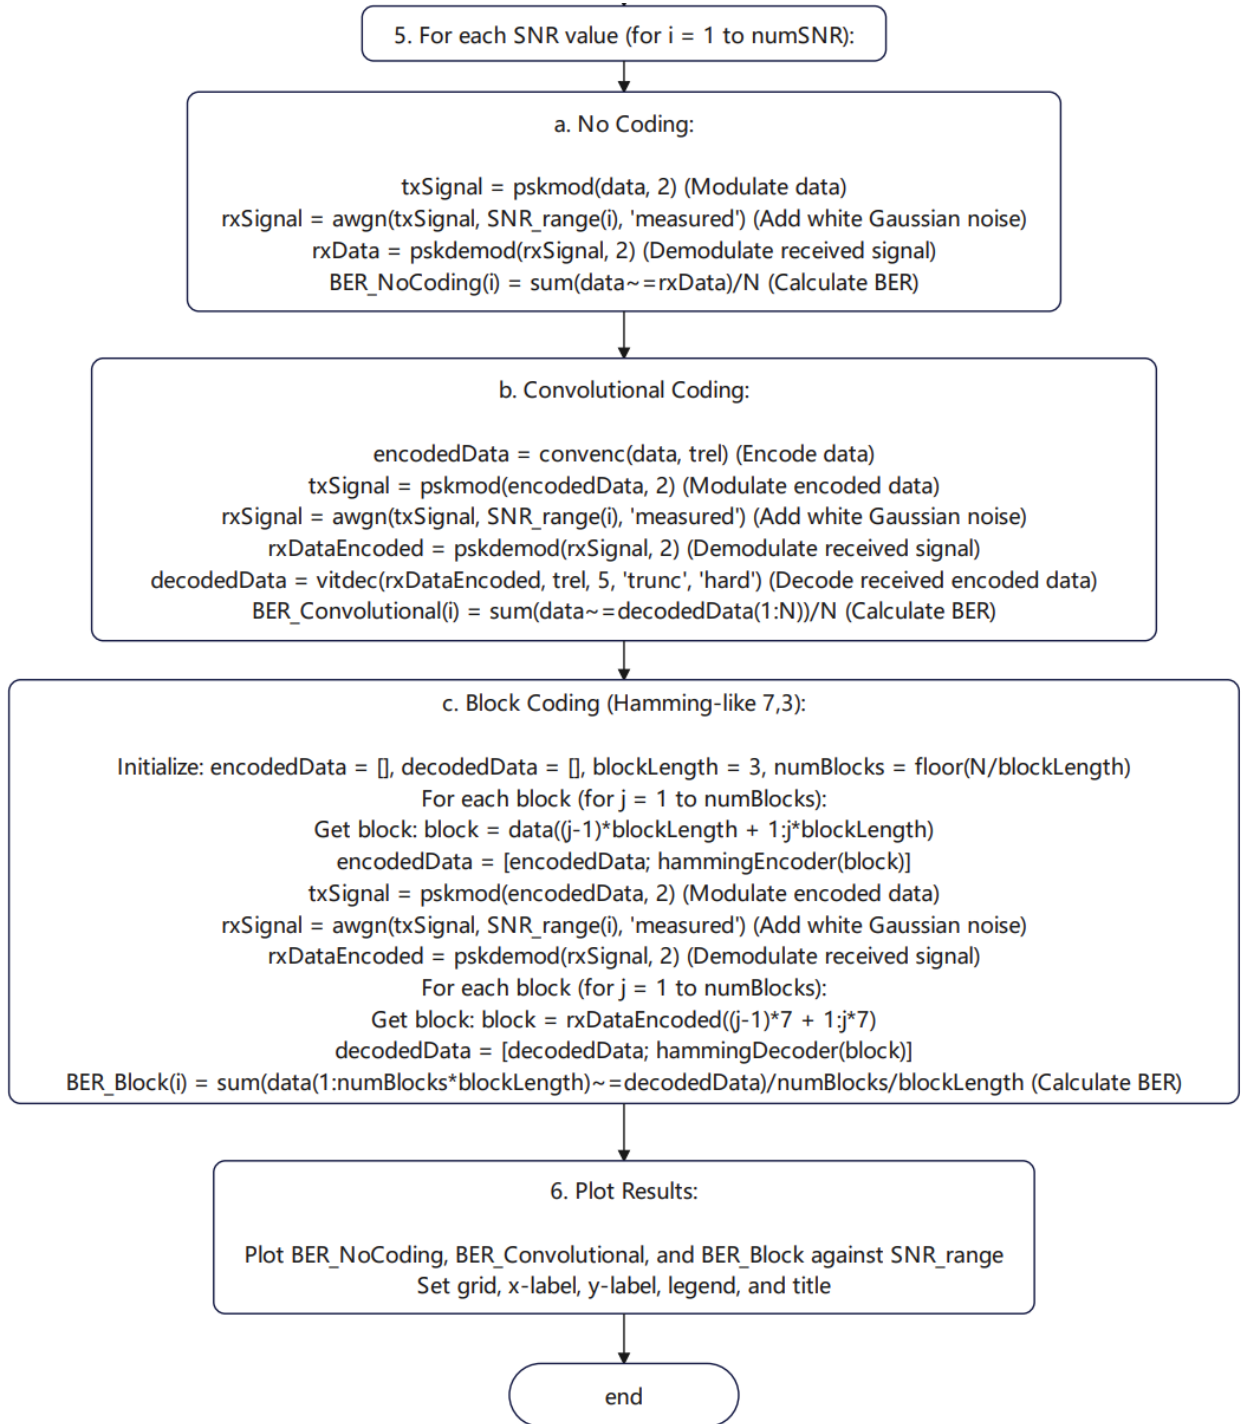 5. For each SNR value (for i = 1 to numSNR):
a. No Coding:
txSignal = pskmod(data, 2) (Modulate data)
rxSignal = awgn(txSignal, SNR_range(i), 'measured') (Add white Gaussian noise)
rxData = pskdemod(rxSignal, 2) (Demodulate received signal)
BER_NoCoding(i) = sum(data~=rxData)/N (Calculate BER)
b. Convolutional Coding:
encodedData = convenc(data, trel) (Encode data)
txSignal = pskmod(encodedData, 2) (Modulate encoded data)
rxSignal = awgn(txSignal, SNR_range(i), 'measured') (Add white Gaussian noise)
rxDataEncoded = pskdemod(rxSignal, 2) (Demodulate received signal)
decodedData = vitdec(rxDataEncoded, trel, 5, 'trunc', 'hard') (Decode received encoded data)
BER_Convolutional(i) = sum(data~=decodedData(1:N))/N (Calculate BER)
c. Block Coding (Hamming-like 7,3):
Initialize: encodedData = [], decodedData = [], blockLength = 3, numBlocks = floor(N/blockLength)
For each block (for j = 1 to numBlocks):
Get block: block = data((j-1)*blockLength + 1:j*blockLength)
encodedData = [encodedData; hammingEncoder(block)]
txSignal = pskmod(encodedData, 2) (Modulate encoded data)
rxSignal = awgn(txSignal, SNR_range(i), 'measured') (Add white Gaussian noise)
rxDataEncoded = pskdemod(rxSignal, 2) (Demodulate received signal)
For each block (for j = 1 to numBlocks):
Get block: block = rxDataEncoded((j-1)*7 + 1:j*7)
decodedData = [decodedData; hammingDecoder(block)]
BER_Block(i) = sum(data(1:numBlocks*blockLength)~=decodedData)/numBlocks/blockLength (Calculate BER)
6. Plot Results:
Plot BER_NoCoding, BER_Convolutional, and BER_Block against SNR_range
Set grid, x-label, y-label, legend, and title
end